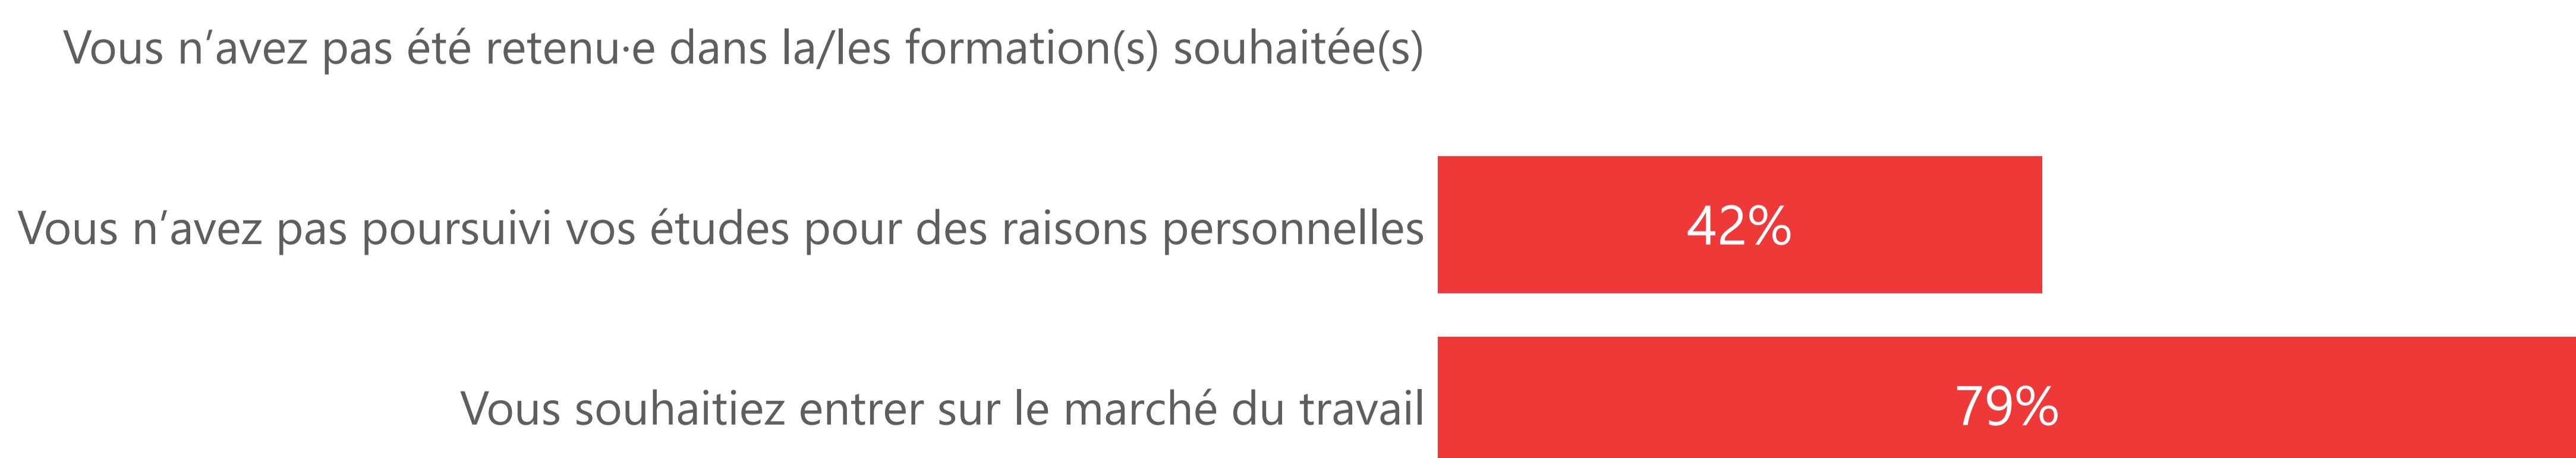 Vous n’avez pas été retenu·e dans la/les formation(s) souhaitée(s)
Vous n’avez pas poursuivi vos études pour des raisons personnelles 42%
Vous souhaitiez entrer sur le marché du travail 79%